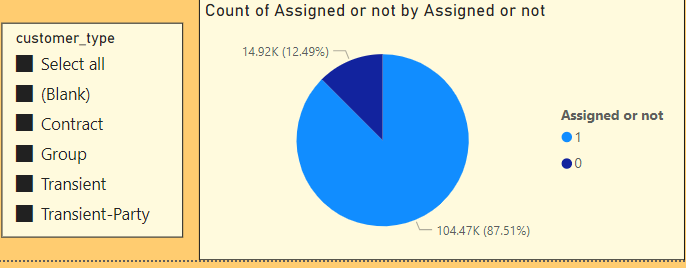 customer_type
Select all
(Blank)
Contract
Group
Transient
Transient-Party
Count of Assigned or not by Assigned or not
14.92K (12.49%)
104.47K (87.51%)
Assigned or not
1
0